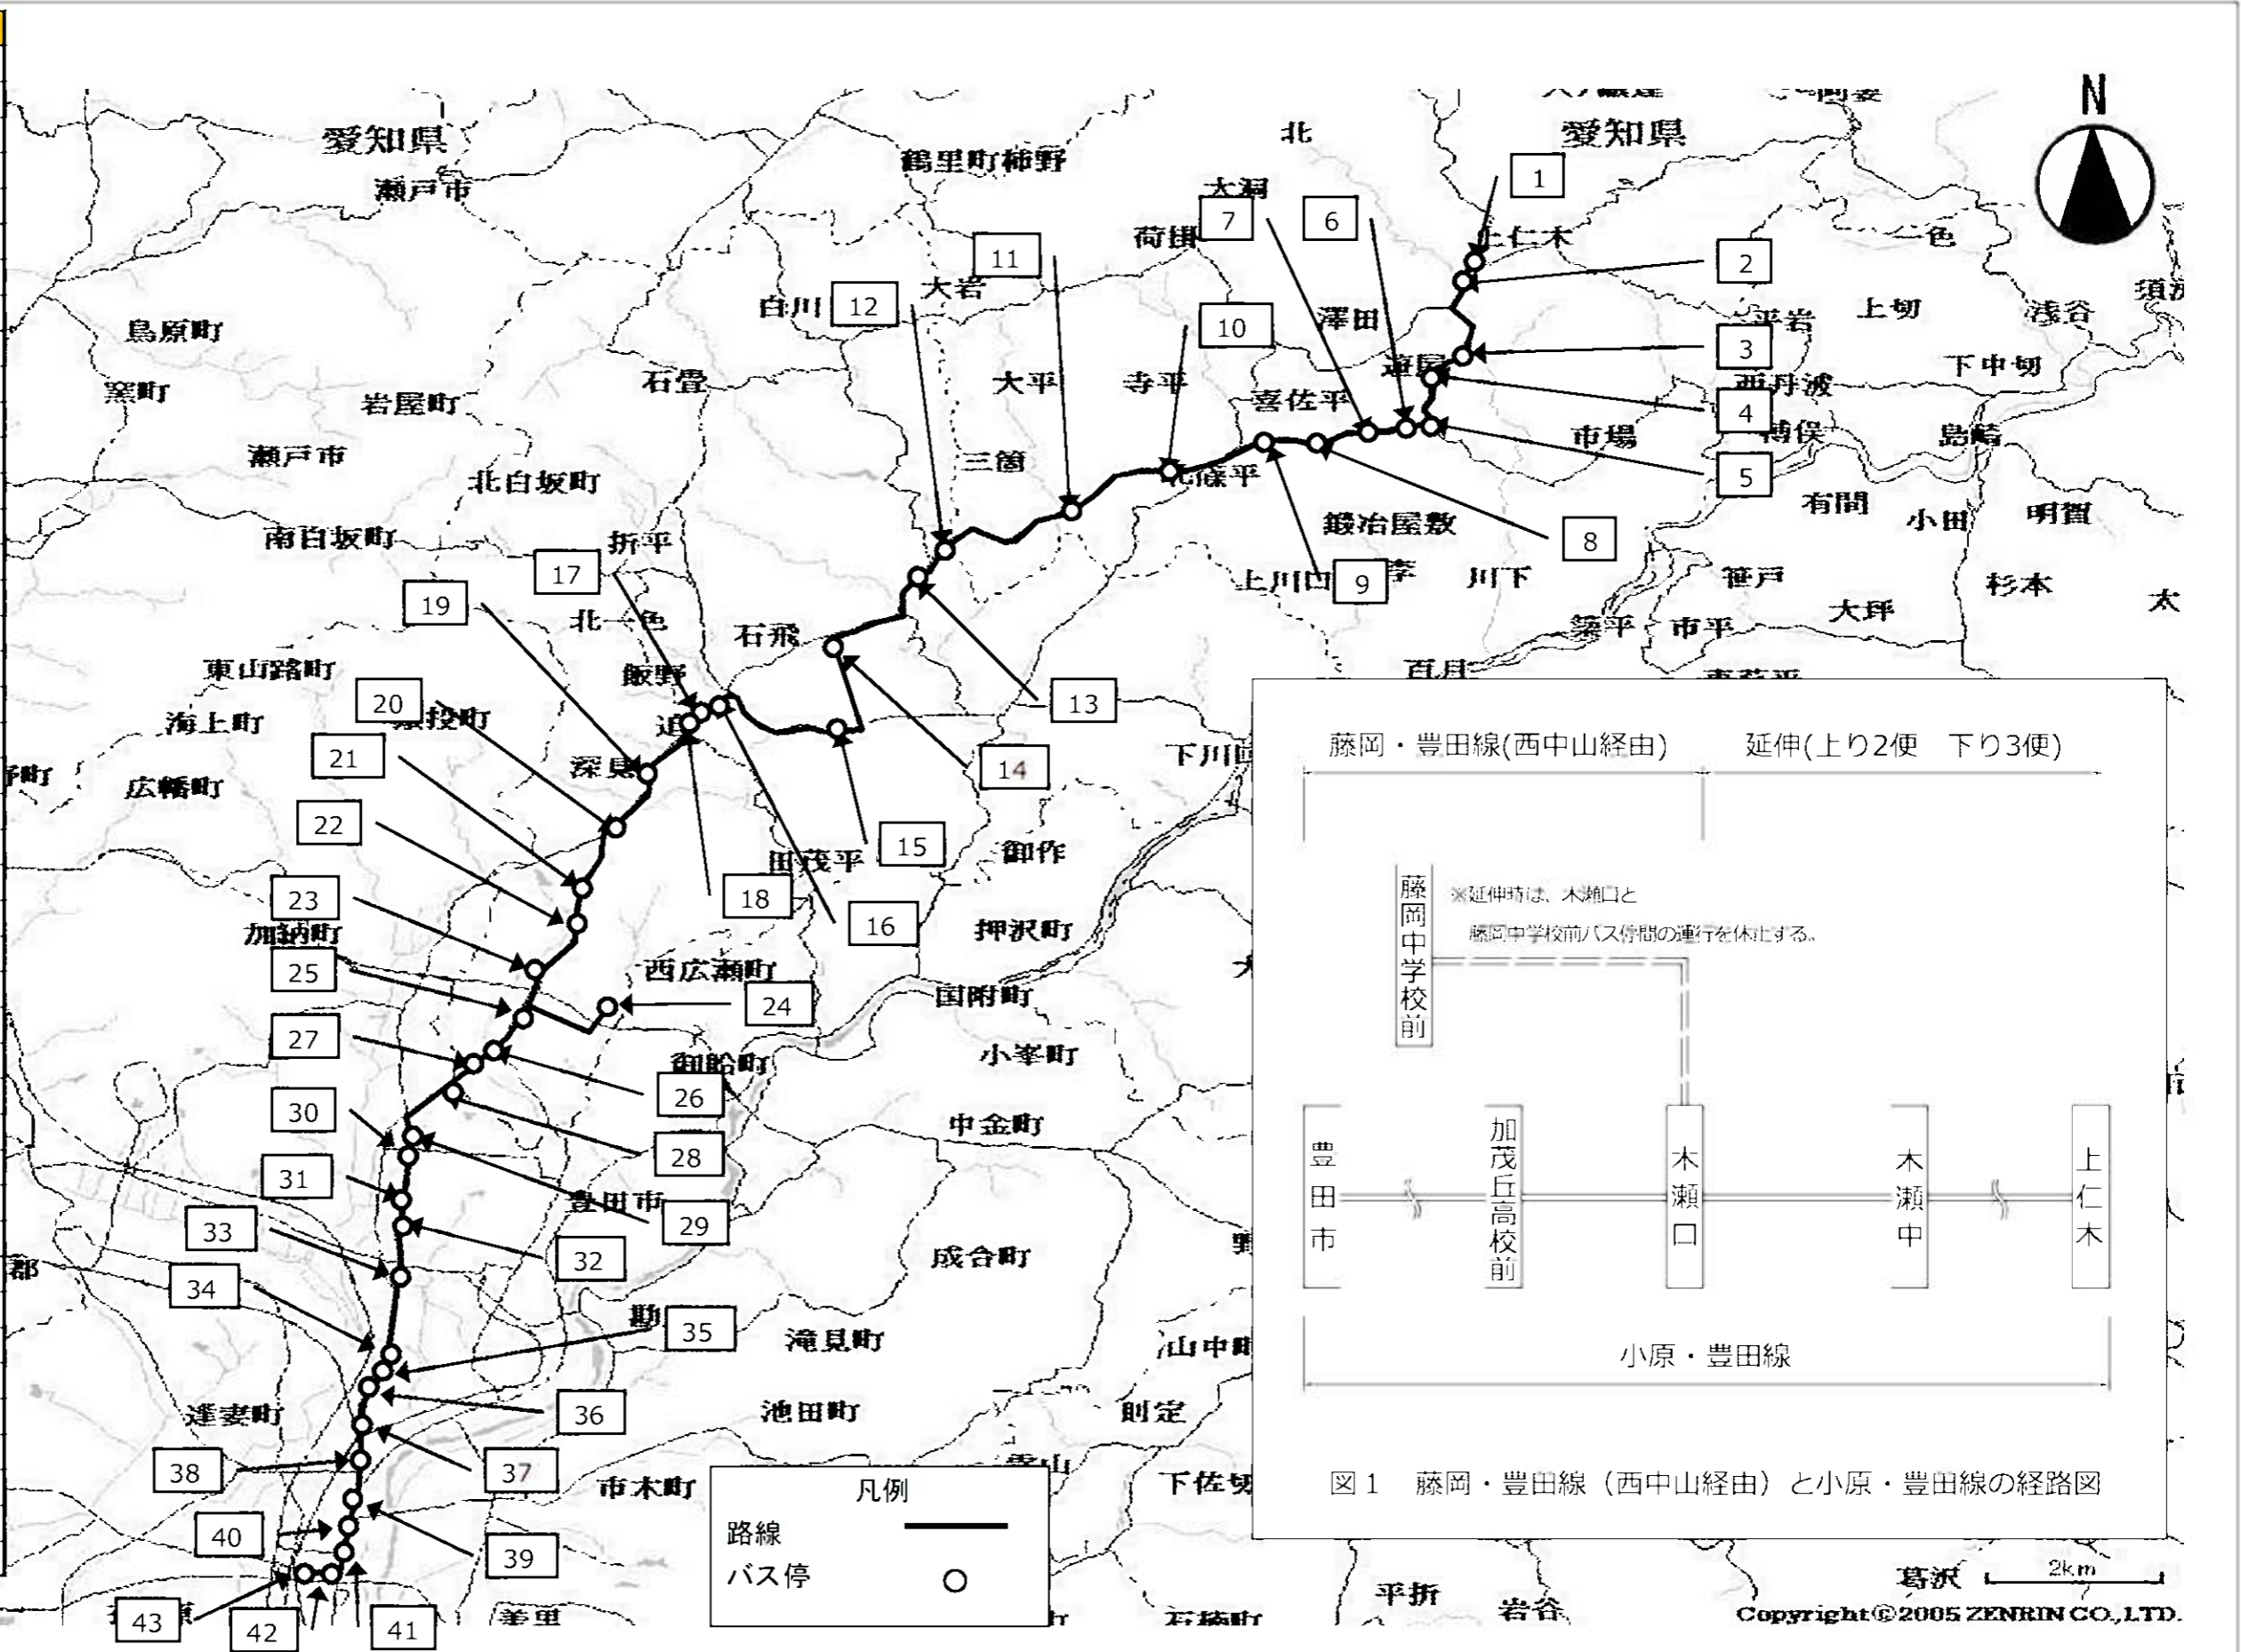 N
愛知県
瀬戸市
鶴里町柿野
北
愛知県
1
大洞
7
6
荷掛
上仁木
一色
11
2
白川
12
大岩
10
澤田
平岩
上切
浅谷
鳥原町
3
窯町
岩屋町
石畳
大平
寺平
喜佐平
下中切
西丹波
4
瀬戸市
北白坂町
三箇
市場
島崎
5
北篠平
有間
小田
明賀
南白坂町
折平
鍛冶屋敷
8
17
上川口
9
李
川下
笹戸
杉本
太
19
北一色
石飛
築平
市平
大坪
東山路町
飯野
百月
20
猿投町
迫
13
海上町
21
深見
14
広幡町
22
15
田茂平
御作
23
18
16
加納町
押沢町
25
西広瀬町
24
国附町
27
御船町
小峯町
26
30
中金町
28
31
豊田市
29
33
32
成合町
34
勘
35
滝見町
山中町
逢妻町
36
池田町
則定
38
37
市木町
下佐切
40
39
43
42
41
美里
凡例
路線
バス停
藤岡・豊田線(西中山経由)
延伸(上り2便 下り3便)
藤岡中学校前
※延伸時は、木瀬口と
藤岡中学校前バス停間の運行を休止する。
豊田市
加茂丘高校前
木瀬口
木瀬中
上仁木
小原・豊田線
図1 藤岡・豊田線(西中山経由)と小原・豊田線の経路図
平折
岩谷
葛沢
2km
Copyright©2005 ZENRIN CO.,LTD.